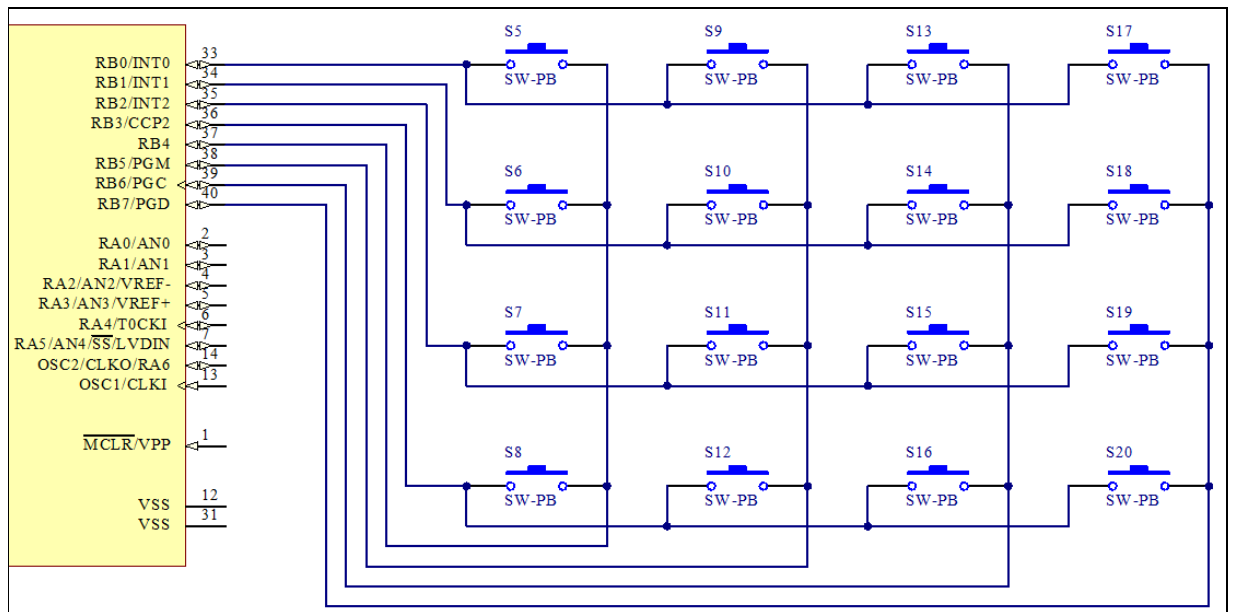 RB0/INT0 33
RB1/INT1 34
RB2/INT2 35
RB3/CCP2 36
RB4 37
RB5/PGM 38
RB6/PGC 39
RB7/PGD 40
RA0/AN0 2
RA1/AN1 3
RA2/AN2/VREF- 4
RA3/AN3/VREF+ 5
RA4/T0CKI 6
RA5/AN4/SS/LVDIN 7
OSC2/CLKO/RA6 14
OSC1/CLKI 13
MCLR/VPP 1
VSS 12
VSS 31
S5 S9 S13 S17
SW-PB SW-PB SW-PB SW-PB
S6 S10 S14 S18
SW-PB SW-PB SW-PB SW-PB
S7 S11 S15 S19
SW-PB SW-PB SW-PB SW-PB
S8 S12 S16 S20
SW-PB SW-PB SW-PB SW-PB